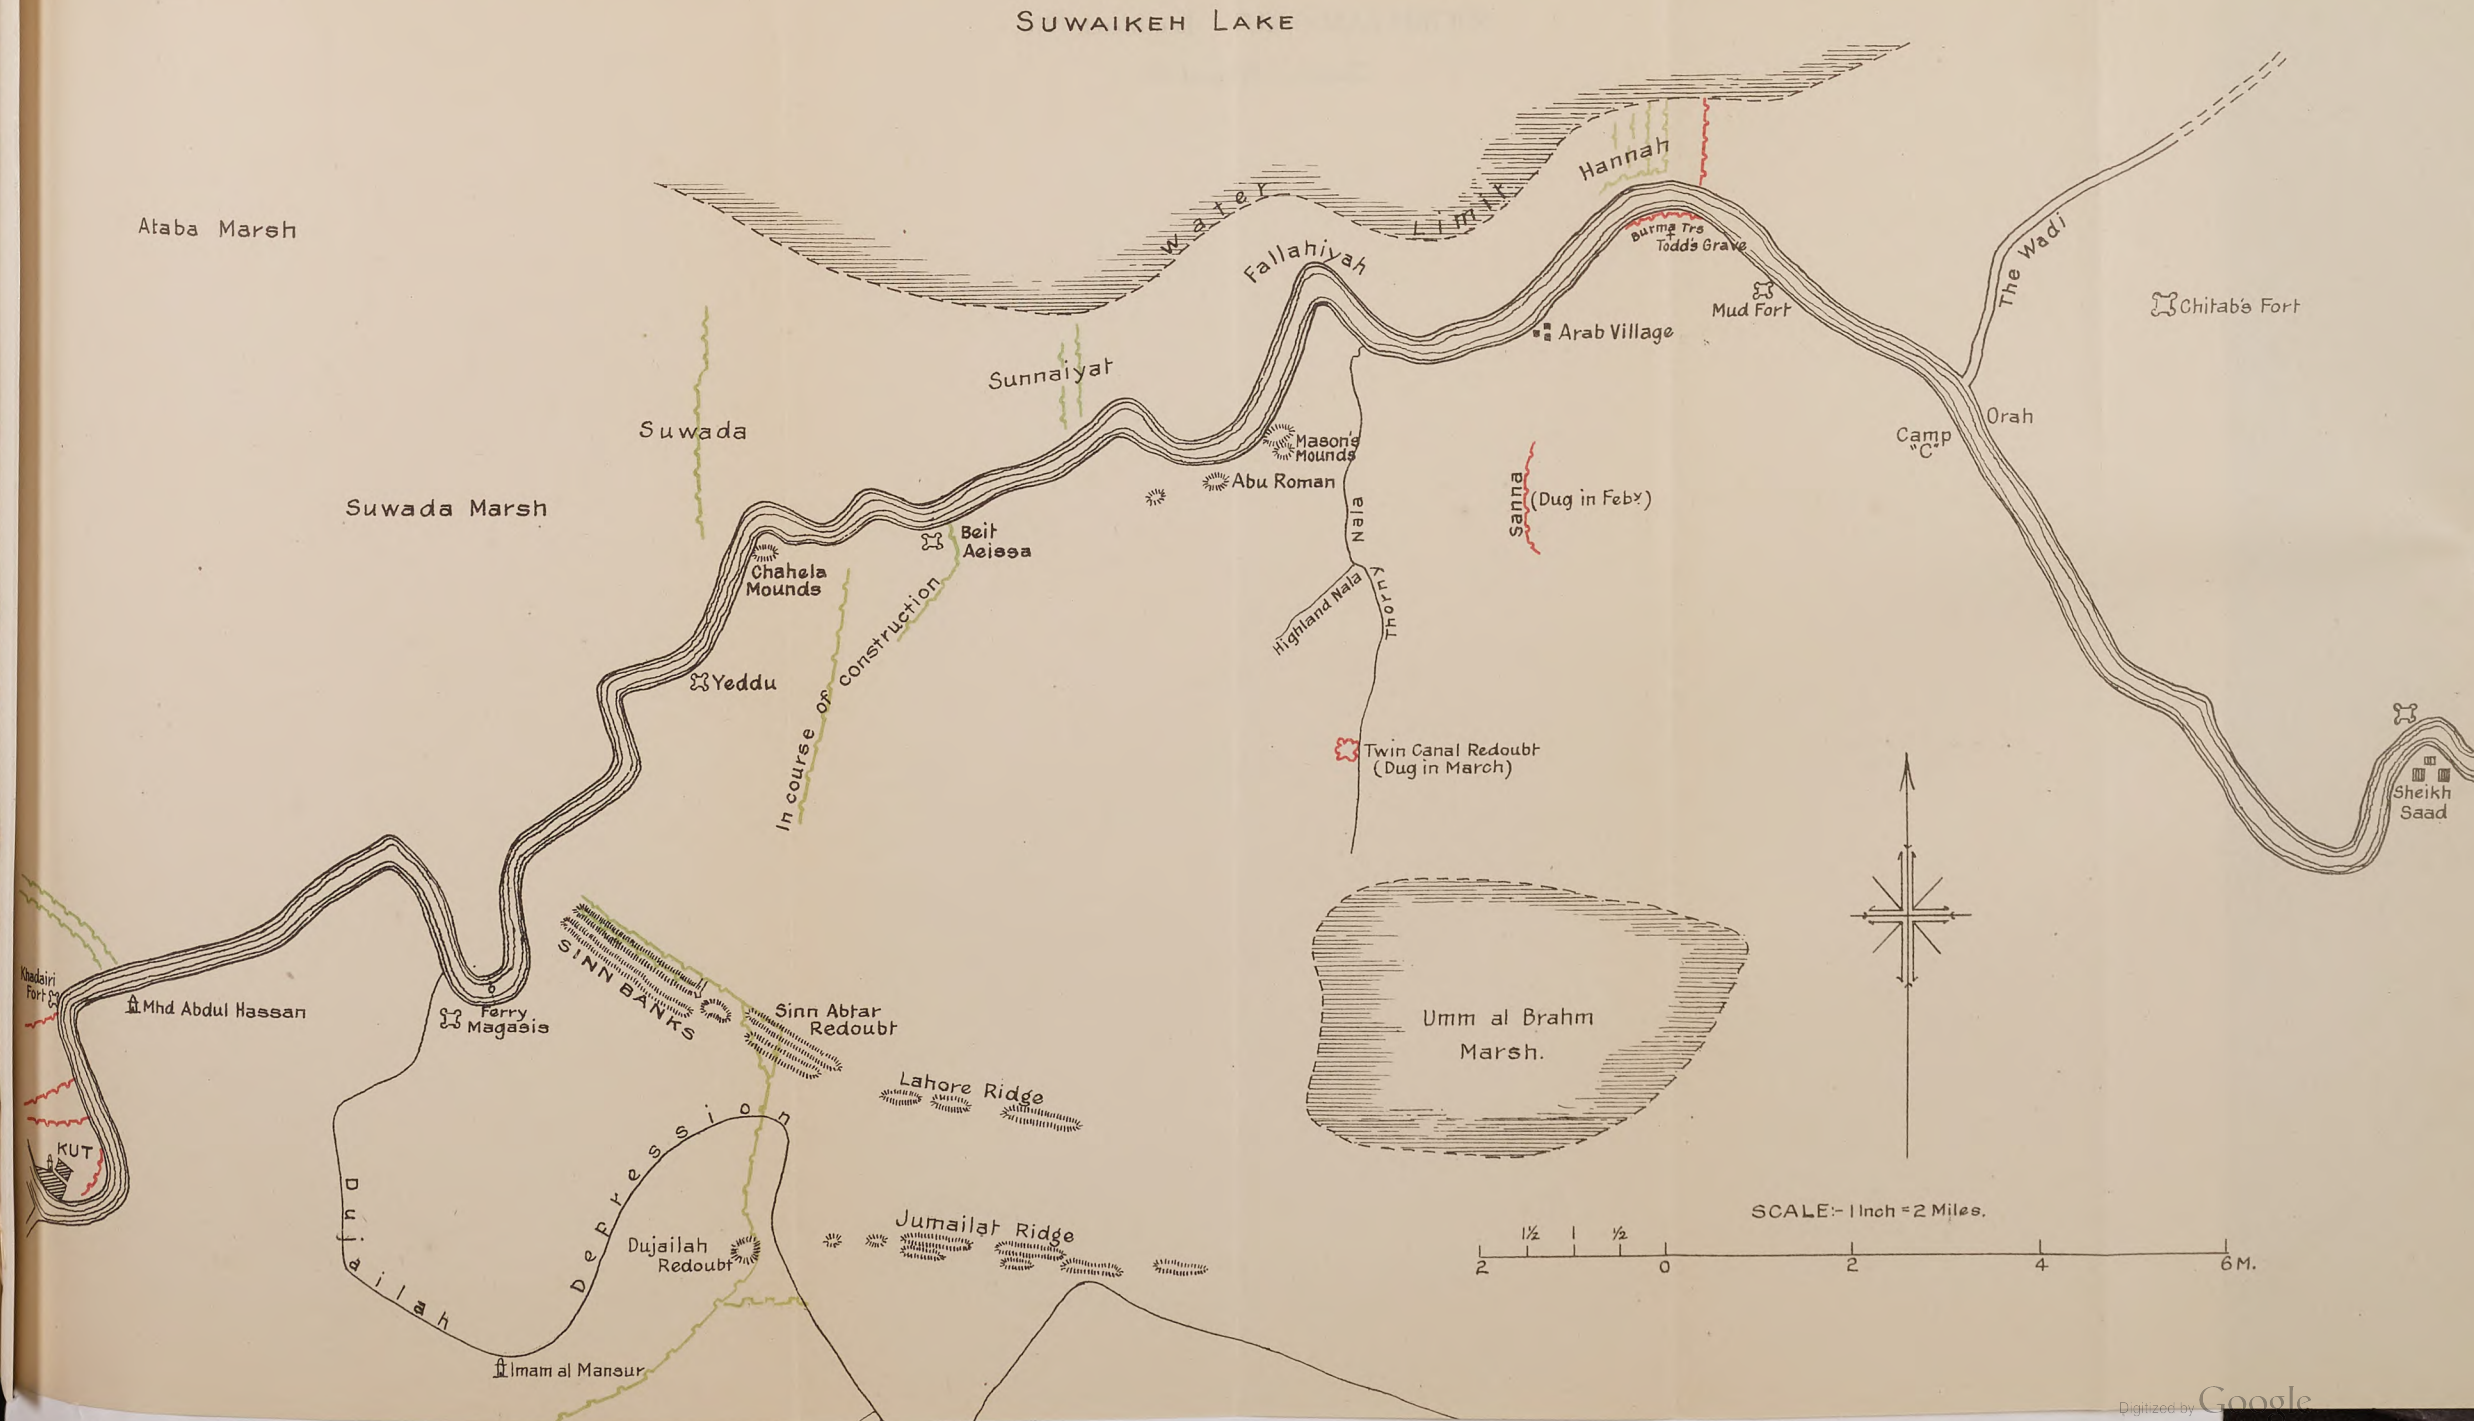 SUWAIKEH LAKE
Ataba Marsh
Water Limit
Hannah
Burma Trs
Todd's Grave
Mud Fort
The Wadi
Chitab's Fort
Fallahiyah
Arab Village
Sunnaiyat
Suwada
Orah
Camp
"C"
Mason's
Mounds
Abu Roman
Suwada Marsh
Sanna
(Dug in Feby)
Beit
Aeissa
Nala
Thorny
Highland Nala
Chahela
Mounds
Yeddu
In course of construction
Twin Canal Redoubt
(Dug in March)
Sheikh
Saad
SINN BANKS
Khadairi
Fort
Mhd Abdul Hassan
Ferry
Magasis
Sinn Abtar
Redoubt
Umm al Brahm
Marsh.
Lahore Ridge
KUT
Dujailah Depression
Jumailat Ridge
Dujailah
Redoubt
Imam al Mansur
SCALE:- 1 Inch = 2 Miles.
1½ 1 ½
2 0 2 4 6 M.
Digitized by Google